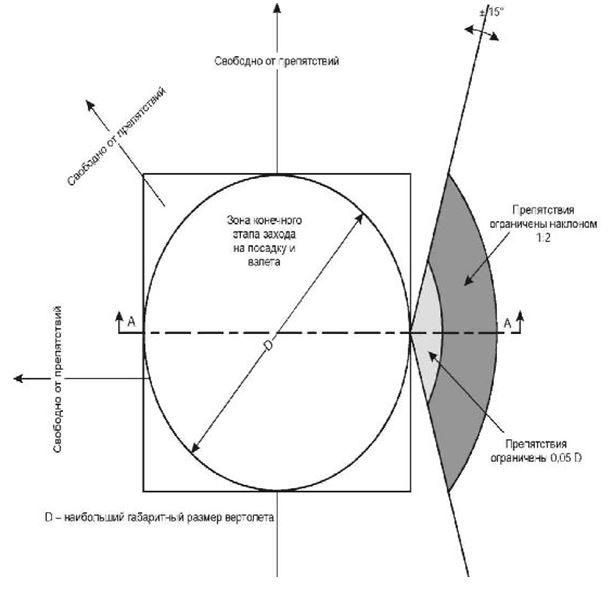 ± 15°
Свободно от препятствий
Свободно от препятствий
Зона конечного
этапа захода
на посадку и
взлета
Препятствия
ограничены наклоном
1:2
A
A
D
Свободно от препятствий
Препятствия
ограничены 0,05 D
D – наибольший габаритный размер вертолета